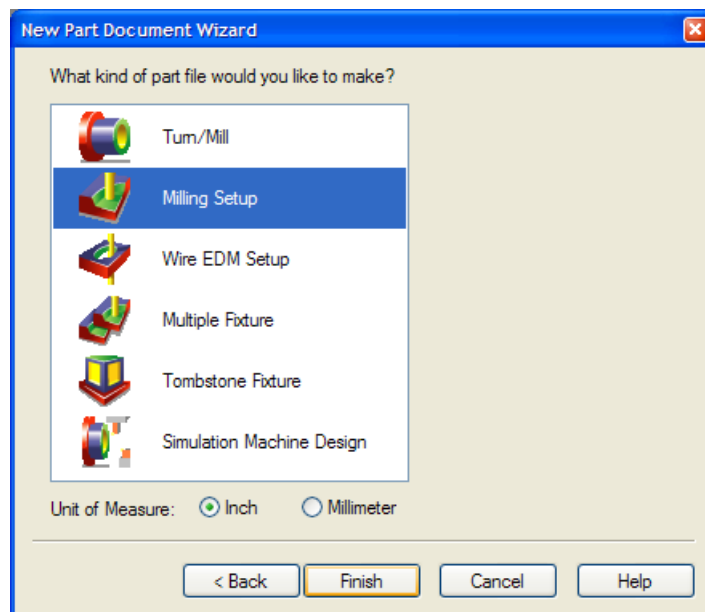 New Part Document Wizard
What kind of part file would you like to make?
Turn/Mill
Milling Setup
Wire EDM Setup
Multiple Fixture
Tombstone Fixture
Simulation Machine Design
Unit of Measure: Inch Millimeter
< Back Finish Cancel Help